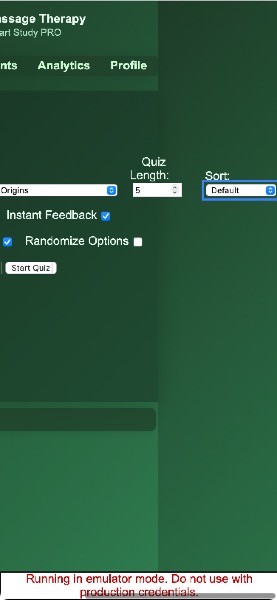 ssage Therapy
art Study PRO
nts Analytics Profile
Quiz
Length: Sort:
Origins 5 Default
Instant Feedback
Randomize Options
Start Quiz
Running in emulator mode. Do not use with
production credentials.